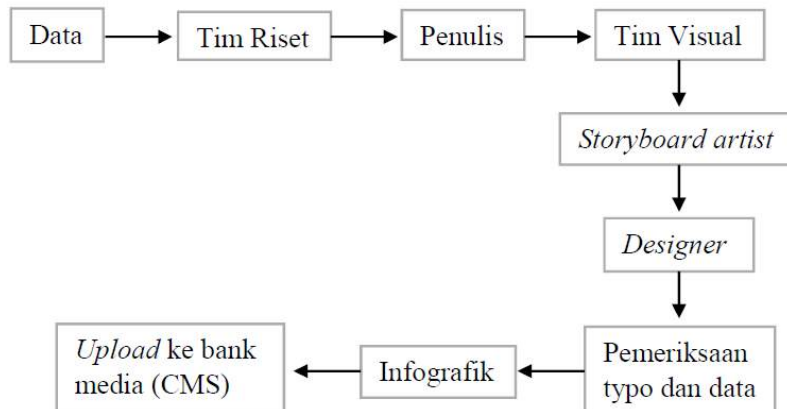 Data
Tim Riset
Penulis
Tim Visual
Storyboard artist
Designer
Pemeriksaan
typo dan data
Infografik
Upload ke bank
media (CMS)